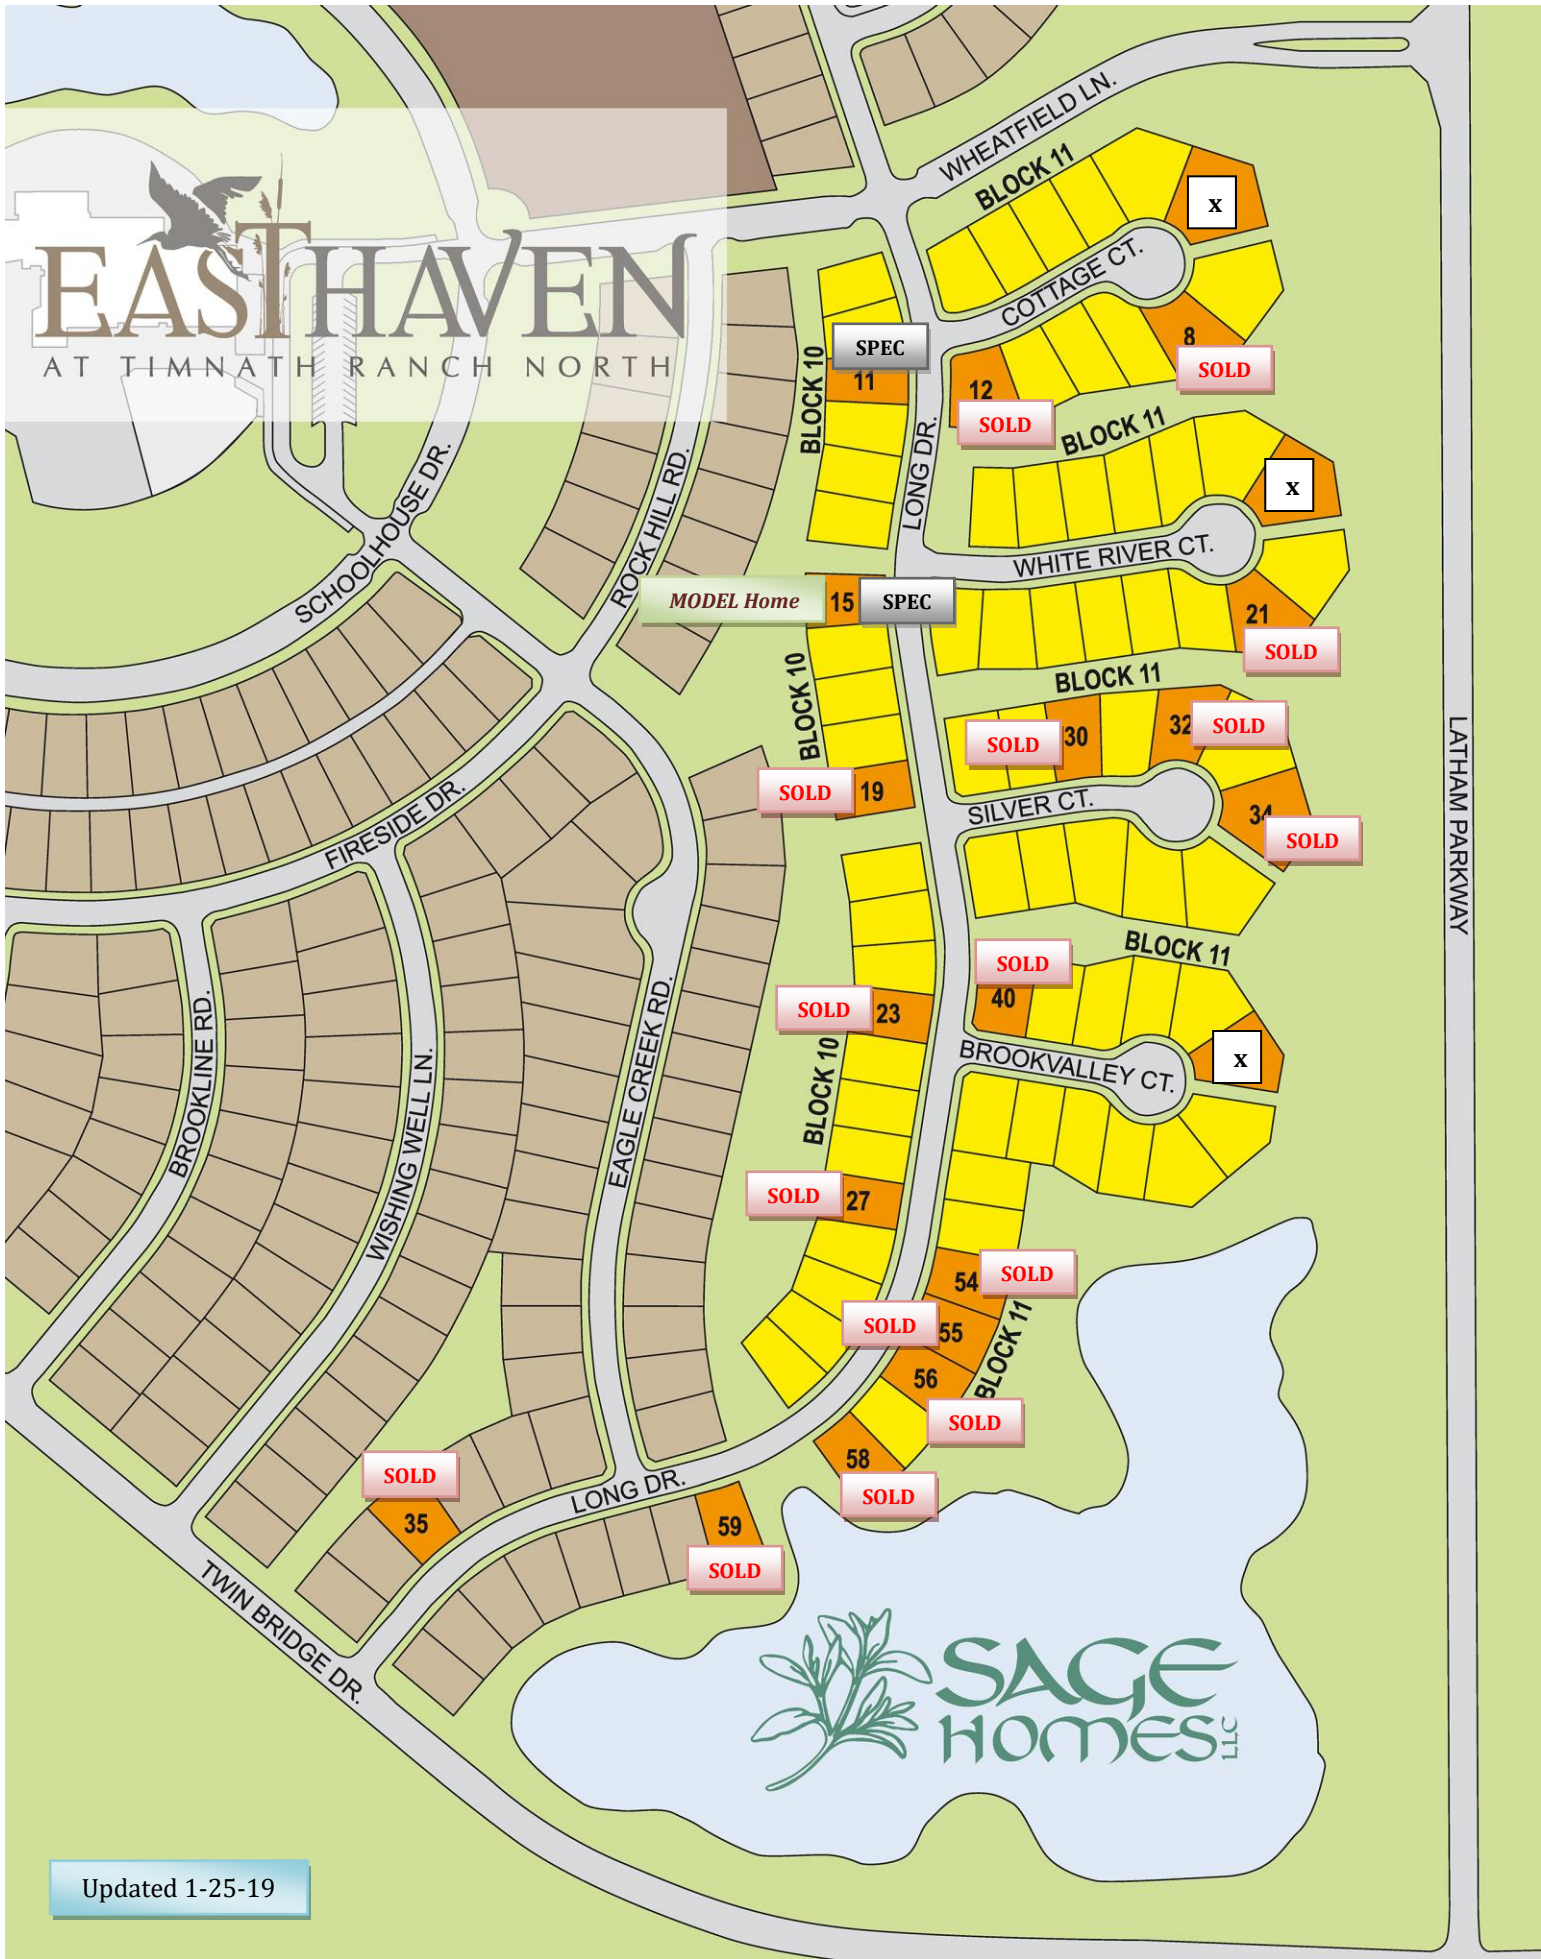 WHEATFIELD LN.
BLOCK 11
x
EASTHAVEN
AT TIMNATH RANCH NORTH
COTTAGE CT.
SPEC
8
SOLD
BLOCK 10
11
12
SOLD
LONG DR.
BLOCK 11
x
SCHOOLHOUSE DR.
ROCK HILL RD.
WHITE RIVER CT.
MODEL Home
15
SPEC
21
SOLD
BLOCK 10
BLOCK 11
SOLD
30
32
SOLD
SOLD
19
SILVER CT.
34
SOLD
LATHAM PARKWAY
FIRESIDE DR.
BLOCK 11
SOLD
40
SOLD
23
BROOKLINE RD.
EAGLE CREEK RD.
BLOCK 10
BROOKVALLEY CT.
x
WISHING WELL LN.
SOLD
27
54
SOLD
SOLD
55
BLOCK 11
56
SOLD
58
SOLD
SOLD
35
LONG DR.
59
SOLD
TWIN BRIDGE DR.
SAGE
HOMES LLC
Updated 1-25-19